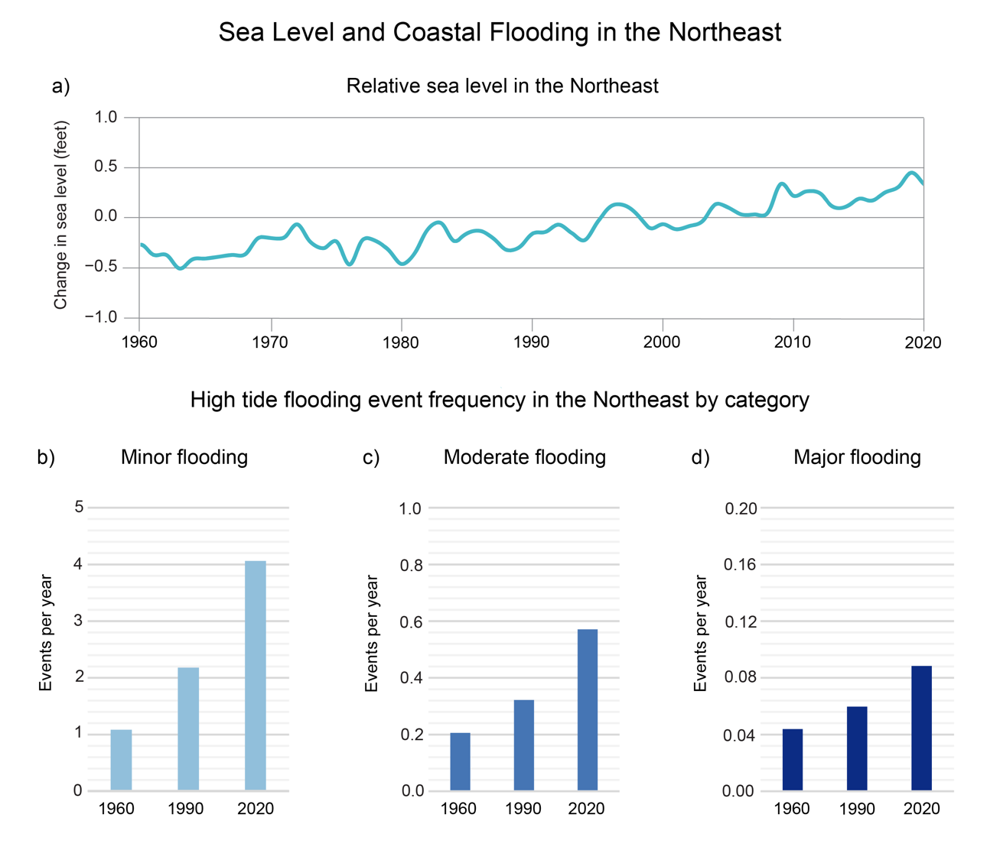 Sea Level and Coastal Flooding in the Northeast
a) Relative sea level in the Northeast
Change in sea level (feet)
1.0
0.5
0.0
−0.5
−1.0
1960 1970 1980 1990 2000 2010 2020
High tide flooding event frequency in the Northeast by category
b) Minor flooding
Events per year
5
4
3
2
1
0
1960 1990 2020
c) Moderate flooding
Events per year
1.0
0.8
0.6
0.4
0.2
0.0
1960 1990 2020
d) Major flooding
Events per year
0.20
0.16
0.12
0.08
0.04
0.00
1960 1990 2020